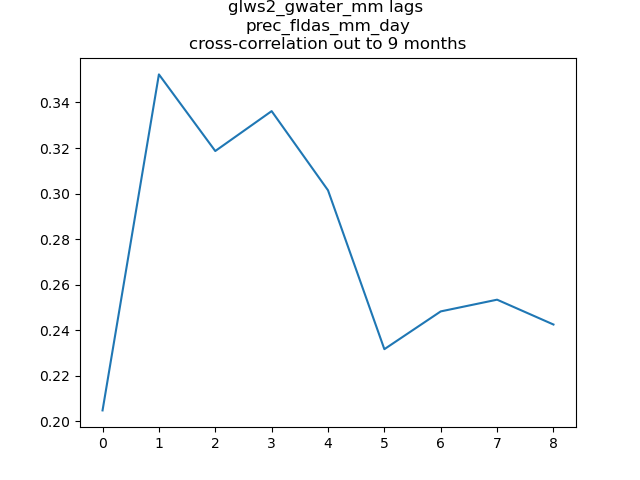 glws2_gwater_mm lags
prec_fldas_mm_day
cross-correlation out to 9 months
0.34
0.32
0.30
0.28
0.26
0.24
0.22
0.20
0 1 2 3 4 5 6 7 8